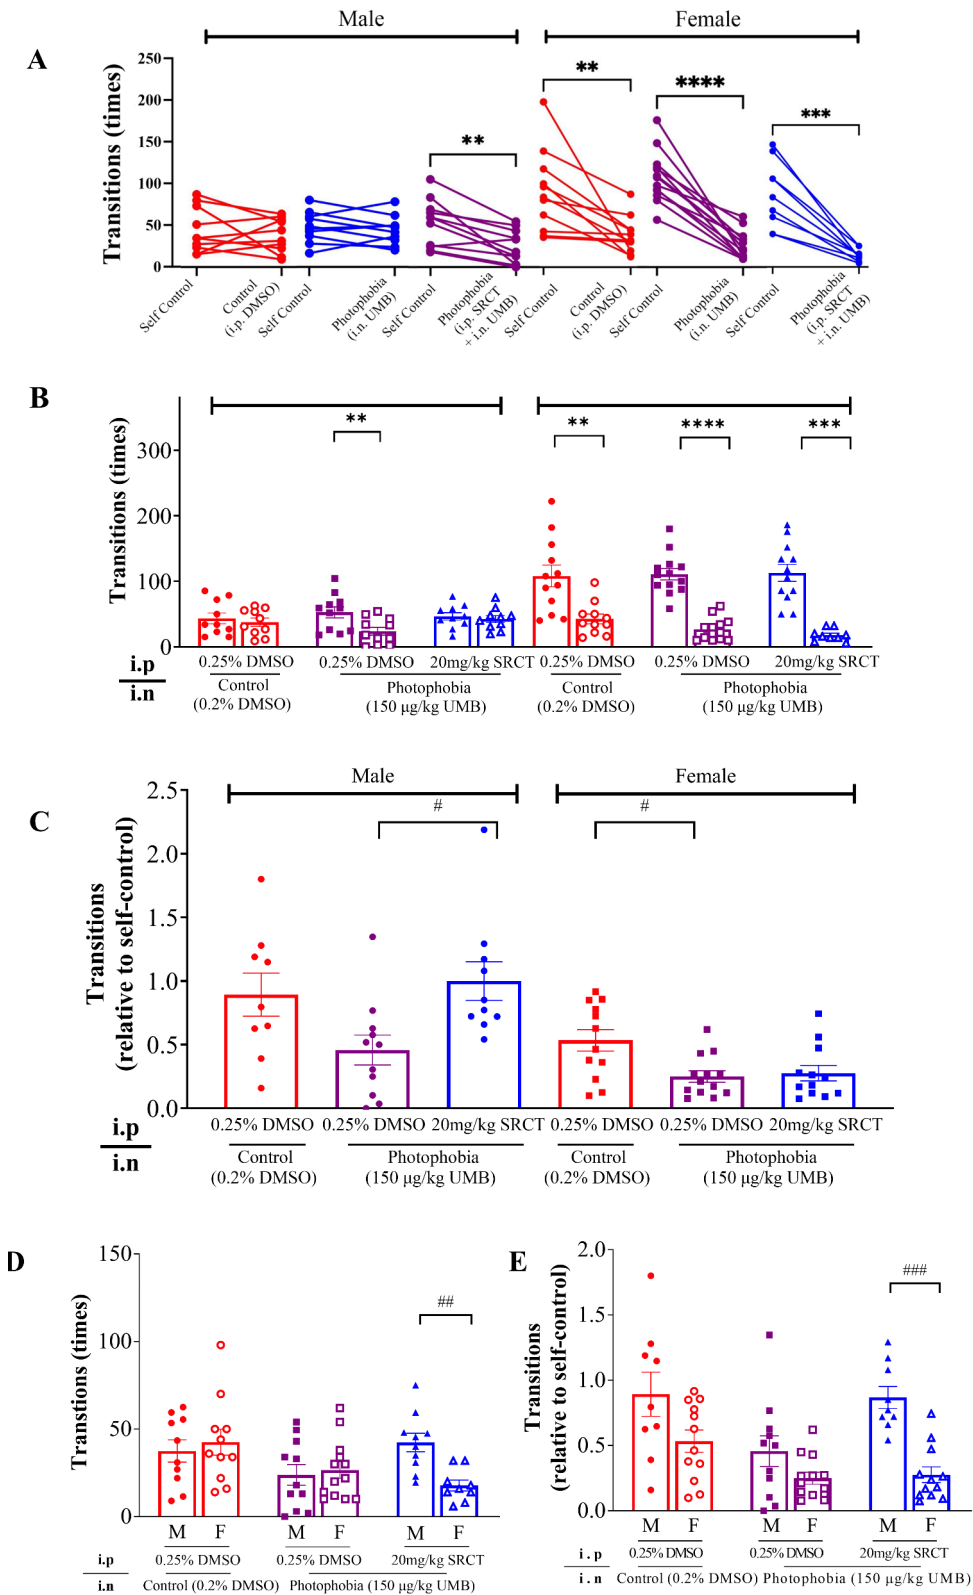 Male
Female
A
Transitions (times)
250
200
150
100
50
0
**
**
****
***
Self Control
Control
(i.p. DMSO)
Self Control
Photophobia
(i.n. UMB)
Self Control
Photophobia
(i.p. SRCT
+ i.n. UMB)
Self Control
Control
(i.p. DMSO)
Self Control
Photophobia
(i.n. UMB)
Self Control
Photophobia
(i.p. SRCT
+ i.n. UMB)
B
Transitions (times)
300
200
100
0
**
**
****
***
i.p
i.n
0.25% DMSO
0.25% DMSO
20mg/kg SRCT
0.25% DMSO
0.25% DMSO
20mg/kg SRCT
Control
(0.2% DMSO)
Photophobia
(150 µg/kg UMB)
Control
(0.2% DMSO)
Photophobia
(150 µg/kg UMB)
C
Male
Female
Transitions
(relative to self-control)
2.5
2.0
1.5
1.0
0.5
0.0
#
#
i.p
i.n
0.25% DMSO
0.25% DMSO
20mg/kg SRCT
0.25% DMSO
0.25% DMSO
20mg/kg SRCT
Control
(0.2% DMSO)
Photophobia
(150 µg/kg UMB)
Control
(0.2% DMSO)
Photophobia
(150 µg/kg UMB)
D
Transtions (times)
150
100
50
0
##
M F M F M F
i.p
i.n
0.25% DMSO
0.25% DMSO
20mg/kg SRCT
Control (0.2% DMSO)
Photophobia (150 µg/kg UMB)
E
Transitions
(relative to self-control)
2.0
1.5
1.0
0.5
0.0
###
M F M F M F
i.p
i.n
0.25% DMSO
0.25% DMSO
20mg/kg SRCT
Control (0.2% DMSO)
Photophobia (150 µg/kg UMB)